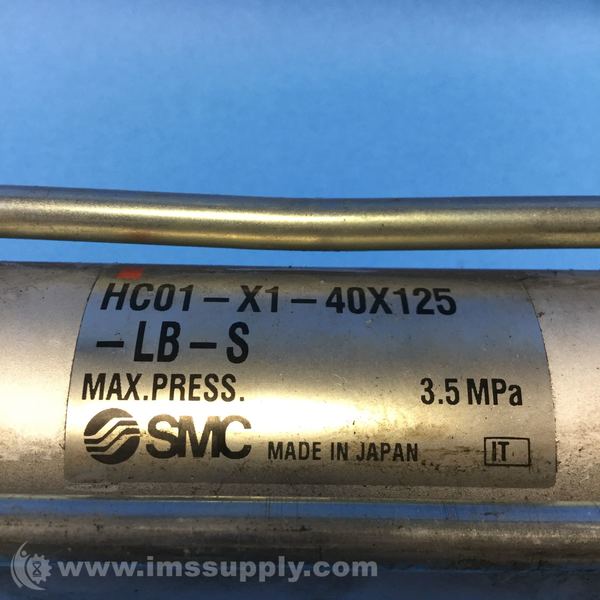 HC01-X1-40X125
-LB-S
MAX.PRESS. 3.5 MPa
SMC MADE IN JAPAN IT
www.imssupply.com